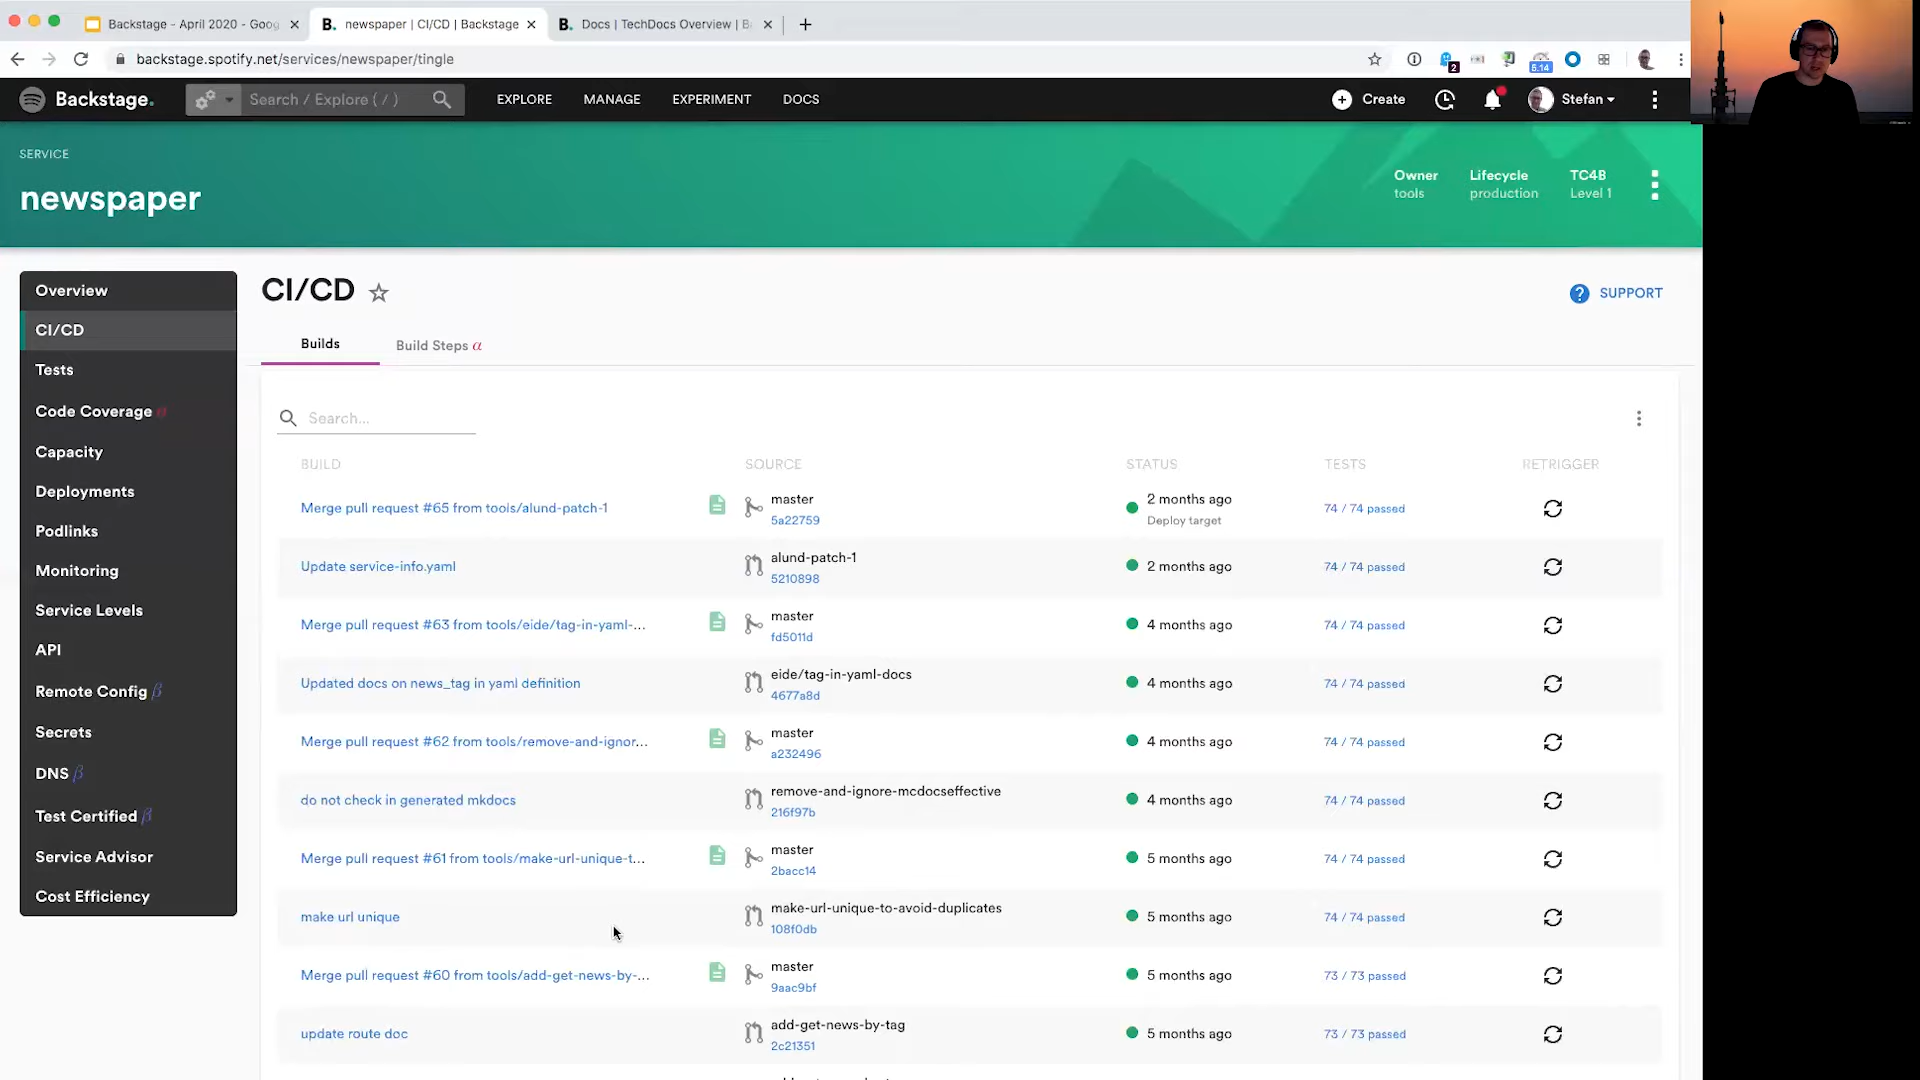 Backstage - April 2020 - Goog
newspaper | CI/CD | Backstage
Docs | TechDocs Overview | B
backstage.spotify.net/services/newspaper/tingle
2
6.14
Backstage.
Search / Explore ( / )
EXPLORE
MANAGE
EXPERIMENT
DOCS
Create
Stefan
SERVICE
newspaper
Owner
tools
Lifecycle
production
TC4B
Level 1
Overview
CI/CD
Tests
Code Coverage α
Capacity
Deployments
Podlinks
Monitoring
Service Levels
API
Remote Config β
Secrets
DNS β
Test Certified β
Service Advisor
Cost Efficiency
CI/CD
SUPPORT
Builds
Build Steps α
Search...
BUILD SOURCE STATUS TESTS RETRIGGER
Merge pull request #65 from tools/alund-patch-1
master
5a22759
2 months ago
Deploy target
74 / 74 passed
Update service-info.yaml
alund-patch-1
5210898
2 months ago
74 / 74 passed
Merge pull request #63 from tools/eide/tag-in-yaml-...
master
fd5011d
4 months ago
74 / 74 passed
Updated docs on news_tag in yaml definition
eide/tag-in-yaml-docs
4677a8d
4 months ago
74 / 74 passed
Merge pull request #62 from tools/remove-and-ignor...
master
a232496
4 months ago
74 / 74 passed
do not check in generated mkdocs
remove-and-ignore-mcdocseffective
216f97b
4 months ago
74 / 74 passed
Merge pull request #61 from tools/make-url-unique-t...
master
2bacc14
5 months ago
74 / 74 passed
make url unique
make-url-unique-to-avoid-duplicates
108f0db
5 months ago
74 / 74 passed
Merge pull request #60 from tools/add-get-news-by-...
master
9aac9bf
5 months ago
73 / 73 passed
update route doc
add-get-news-by-tag
2c21351
5 months ago
73 / 73 passed